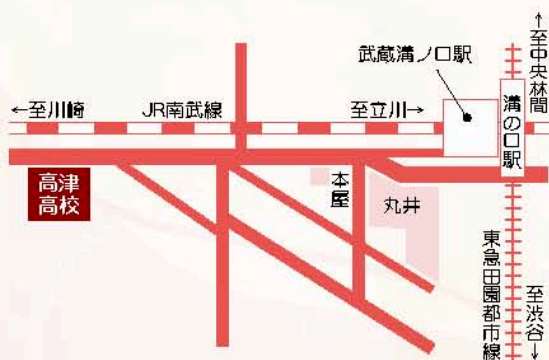 ↑至中央林間
武蔵溝ノ口駅
←至川崎
JR南武線
至立川→
溝の口駅
高津
高校
本屋
丸井
東急田園都市線
至渋谷↓